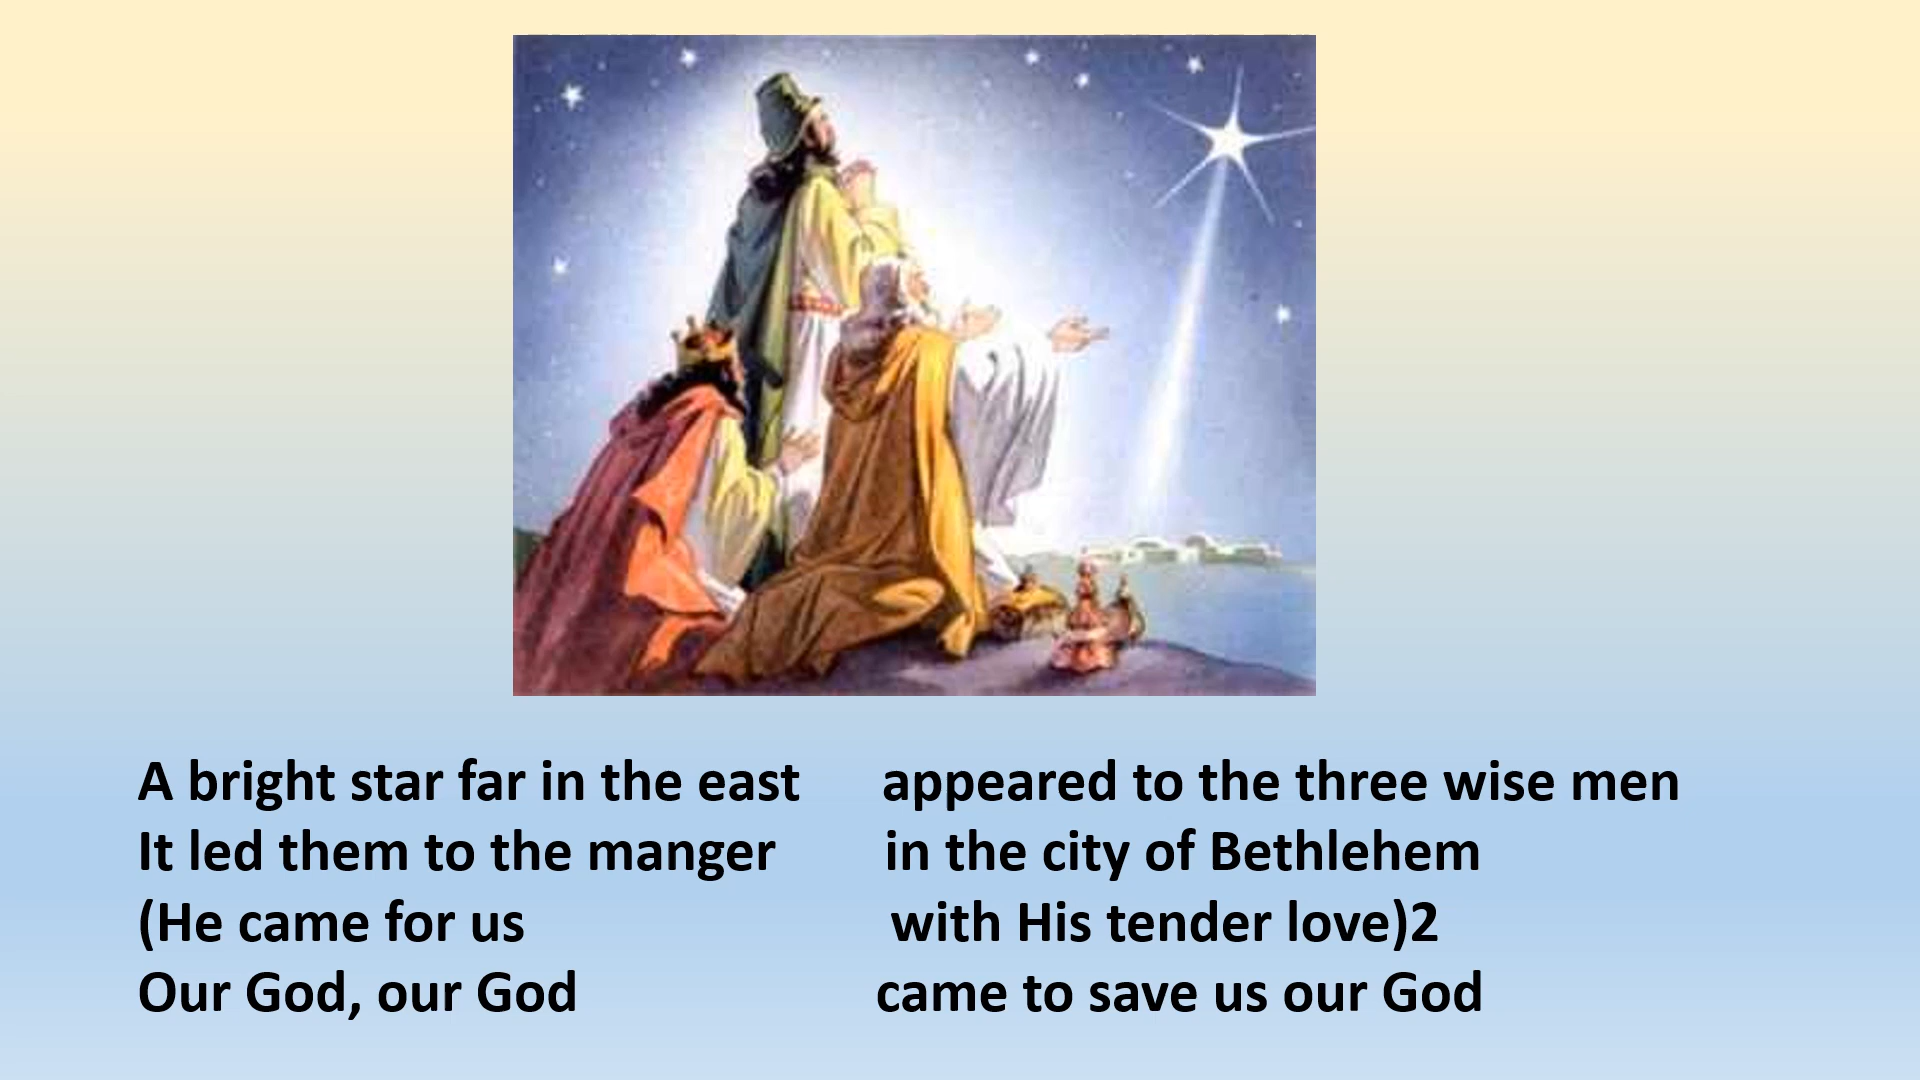 A bright star far in the east appeared to the three wise men
It led them to the manger in the city of Bethlehem
(He came for us with His tender love)2
Our God, our God came to save us our God